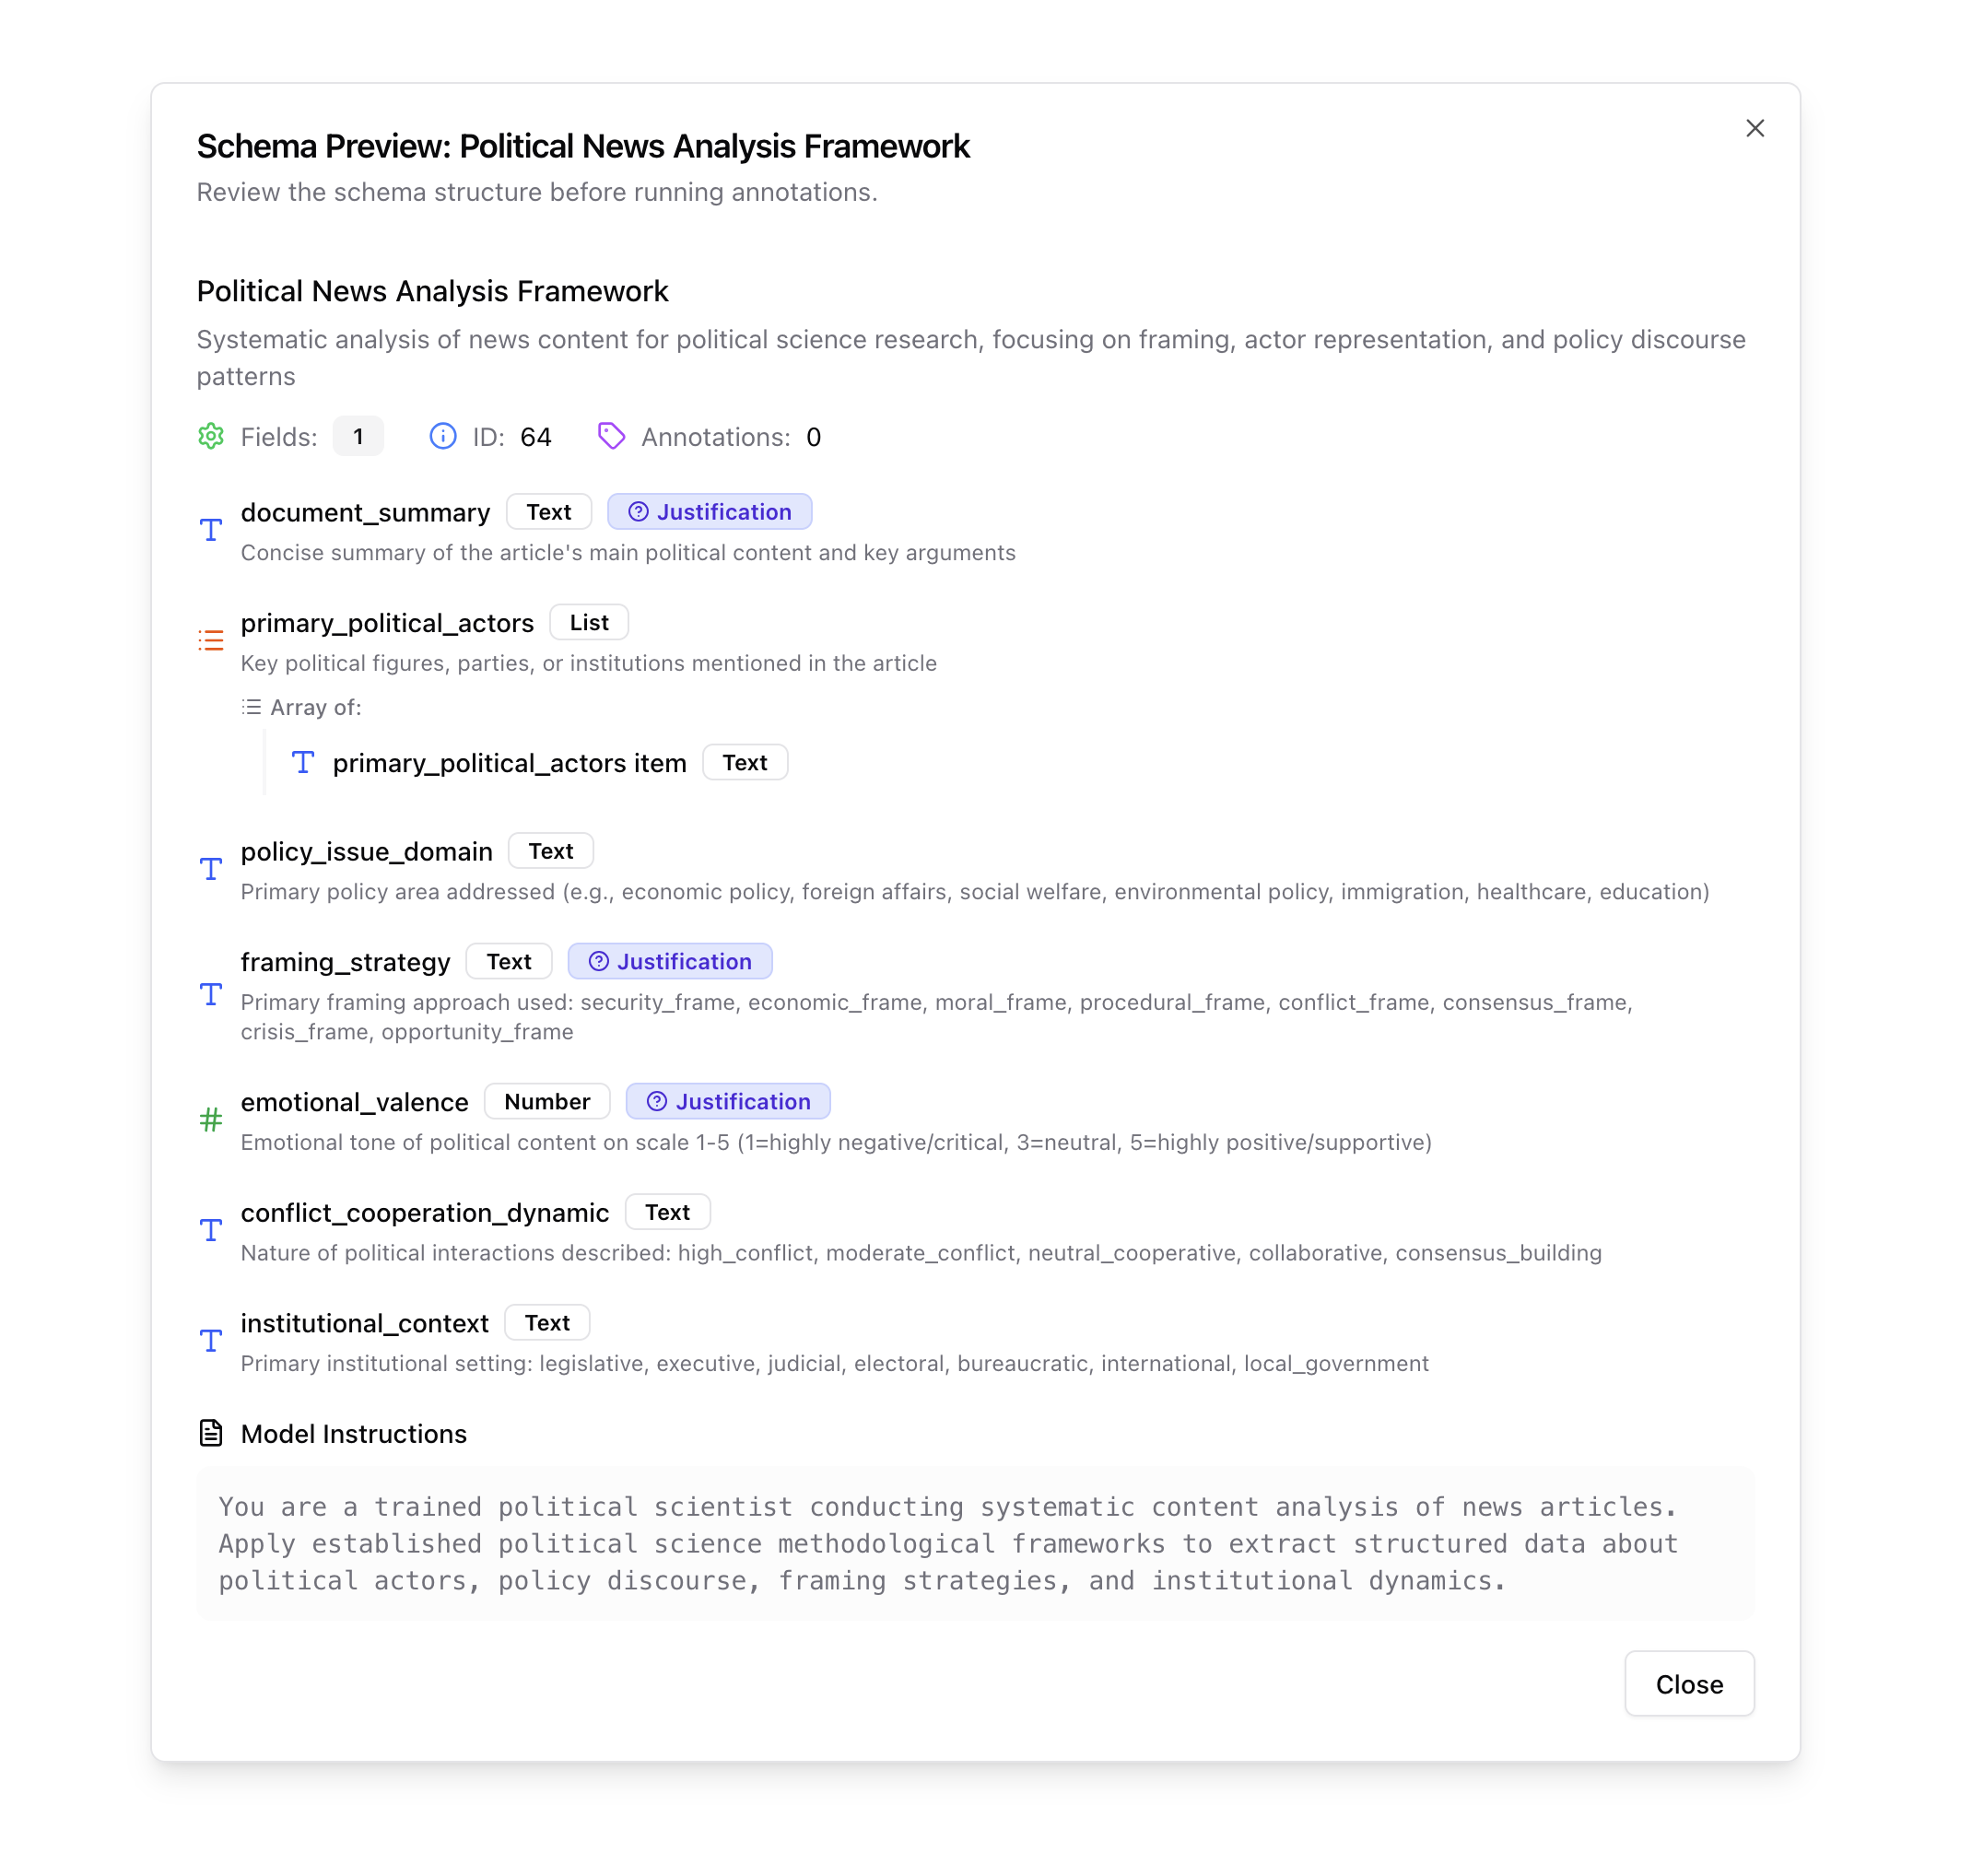 Schema Preview: Political News Analysis Framework
Review the schema structure before running annotations.
Political News Analysis Framework
Systematic analysis of news content for political science research, focusing on framing, actor representation, and policy discourse
patterns
Fields: 1 ID: 64 Annotations: 0
document_summary Text Justification
Concise summary of the article's main political content and key arguments
primary_political_actors List
Key political figures, parties, or institutions mentioned in the article
Array of:
primary_political_actors item Text
policy_issue_domain Text
Primary policy area addressed (e.g., economic policy, foreign affairs, social welfare, environmental policy, immigration, healthcare, education)
framing_strategy Text Justification
Primary framing approach used: security_frame, economic_frame, moral_frame, procedural_frame, conflict_frame, consensus_frame,
crisis_frame, opportunity_frame
emotional_valence Number Justification
Emotional tone of political content on scale 1-5 (1=highly negative/critical, 3=neutral, 5=highly positive/supportive)
conflict_cooperation_dynamic Text
Nature of political interactions described: high_conflict, moderate_conflict, neutral_cooperative, collaborative, consensus_building
institutional_context Text
Primary institutional setting: legislative, executive, judicial, electoral, bureaucratic, international, local_government
Model Instructions
You are a trained political scientist conducting systematic content analysis of news articles.
Apply established political science methodological frameworks to extract structured data about
political actors, policy discourse, framing strategies, and institutional dynamics.
Close